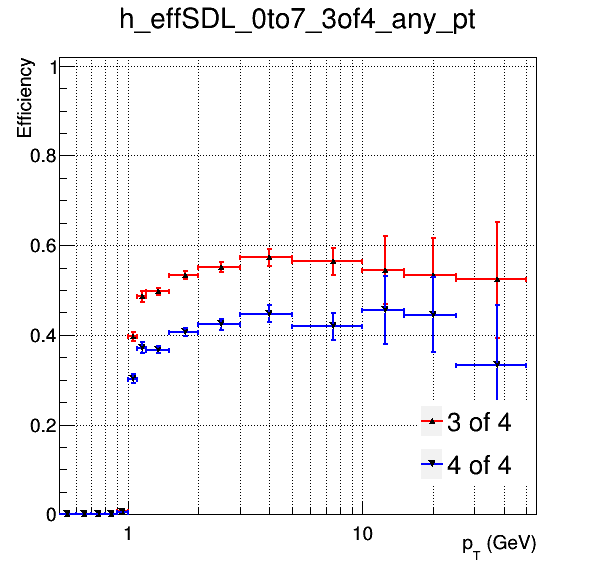 h_effSDL_0to7_3of4_any_pt
Efficiency
1
0.8
0.6
0.4
0.2
0
1
10
p_T (GeV)
3 of 4
4 of 4